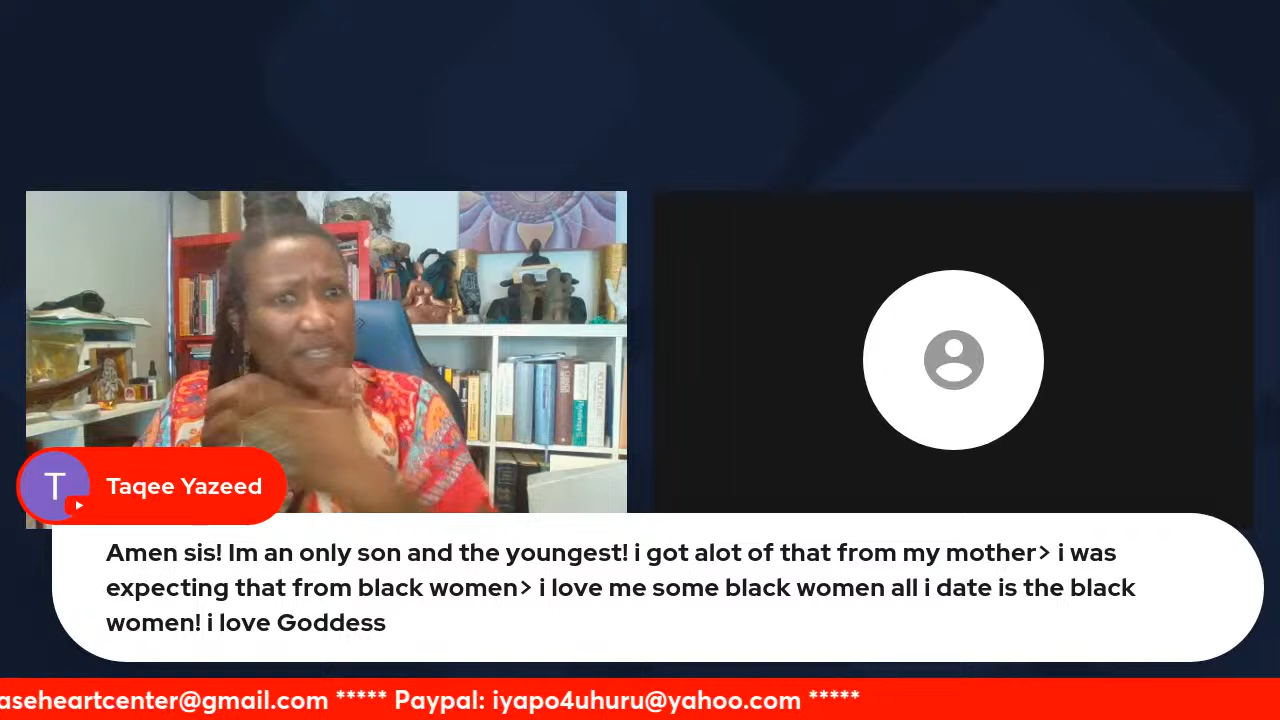 Taqee Yazeed
Amen sis! Im an only son and the youngest! i got alot of that from my mother> i was
expecting that from black women> i love me some black women all i date is the black
women! i love Goddess
aseheartcenter@gmail.com ***** Paypal: iyapo4uhuru@yahoo.com *****